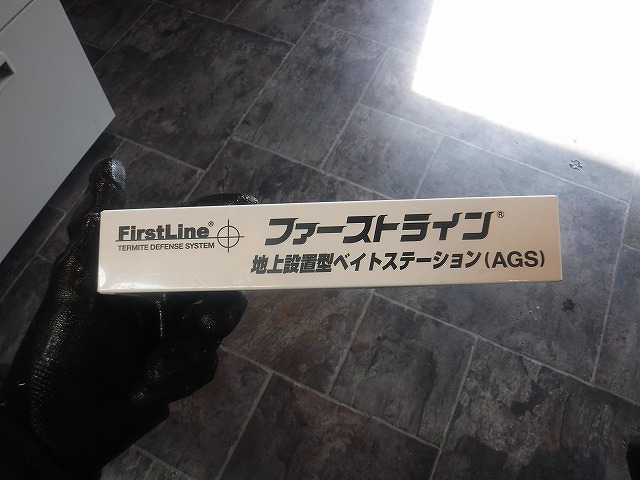 FirstLine®
TERMITE DEFENSE SYSTEM
ファーストライン®
地上設置型ベイトステーション(AGS)